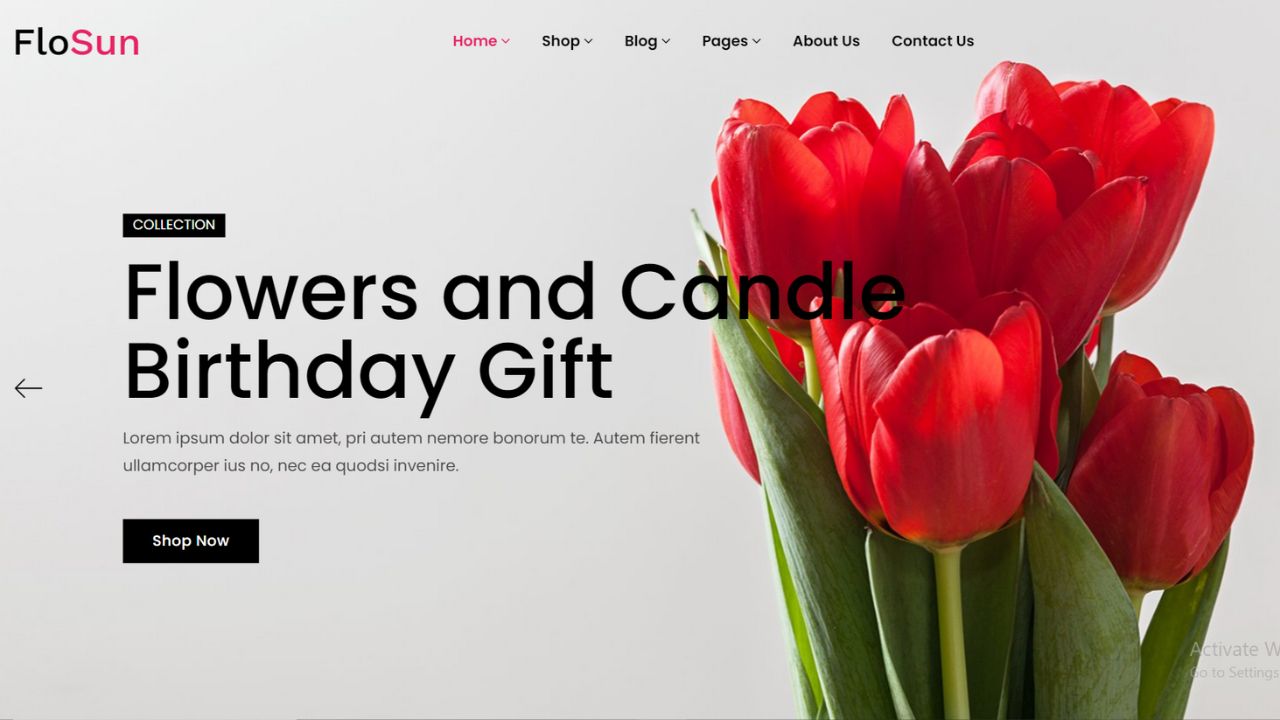 FloSun
Home Shop Blog Pages About Us Contact Us
COLLECTION
Flowers and Candle
Birthday Gift
Lorem ipsum dolor sit amet, pri autem nemore bonorum te. Autem fierent
ullamcorper ius no, nec ea quodsi invenire.
Shop Now
Activate W
Go to Settings